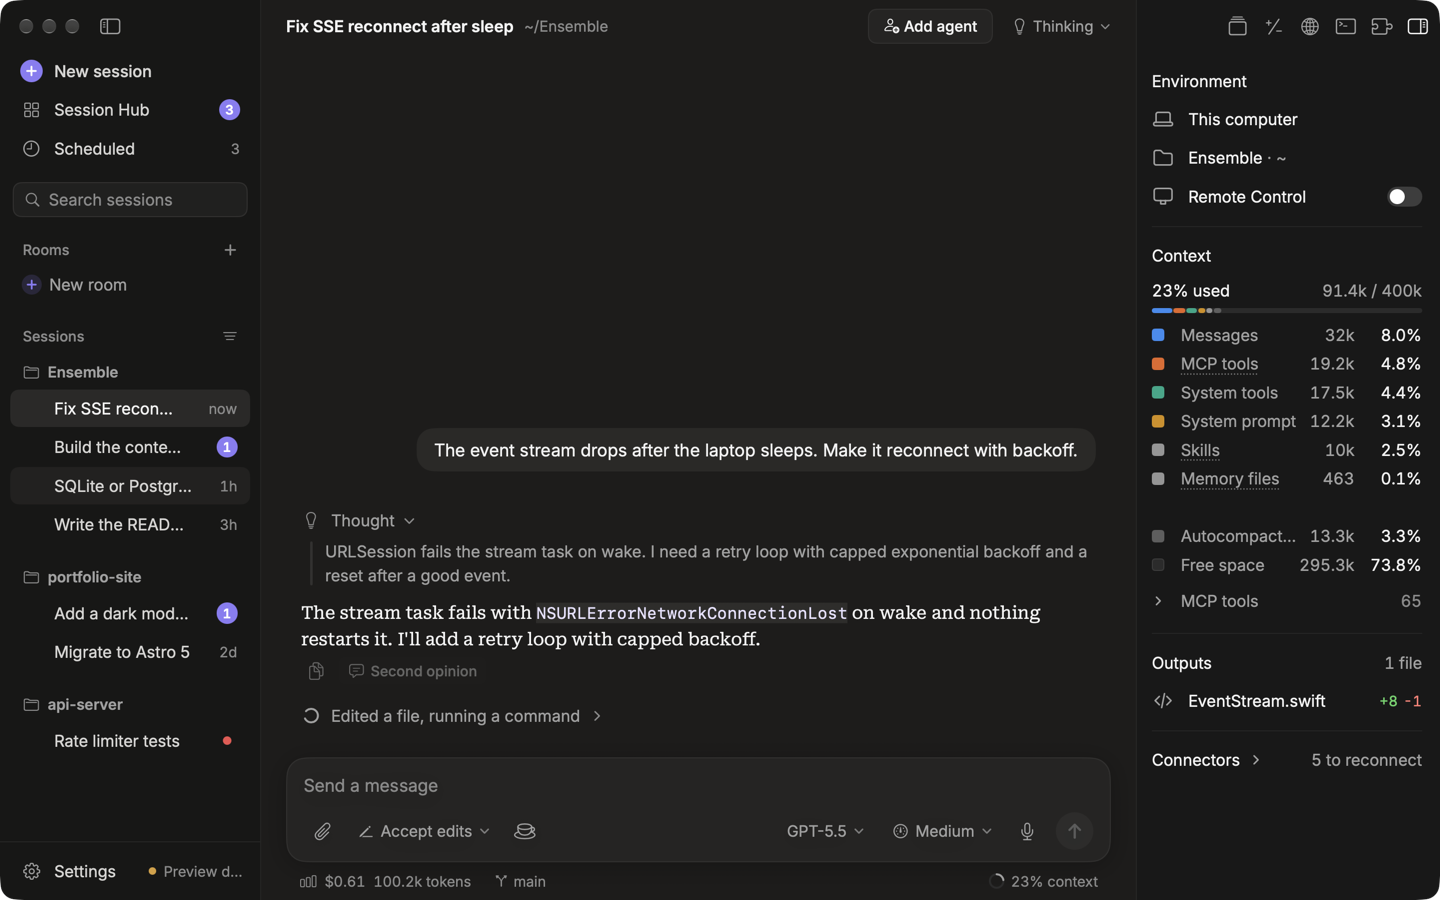 Fix SSE reconnect after sleep ~/Ensemble
Add agent
Thinking
New session
Session Hub 3
Scheduled 3
Search sessions
Rooms
New room
Sessions
Ensemble
Fix SSE recon... now
Build the conte... 1
SQLite or Postgr... 1h
Write the READ... 3h
portfolio-site
Add a dark mod... 1
Migrate to Astro 5 2d
api-server
Rate limiter tests
Settings
Preview d...
The event stream drops after the laptop sleeps. Make it reconnect with backoff.
Thought
URLSession fails the stream task on wake. I need a retry loop with capped exponential backoff and a
reset after a good event.
The stream task fails with NSURLErrorNetworkConnectionLost on wake and nothing
restarts it. I'll add a retry loop with capped backoff.
Second opinion
Edited a file, running a command
Send a message
Accept edits
GPT-5.5
Medium
$0.61 100.2k tokens
main
23% context
Environment
This computer
Ensemble · ~
Remote Control
Context
23% used 91.4k / 400k
Messages 32k 8.0%
MCP tools 19.2k 4.8%
System tools 17.5k 4.4%
System prompt 12.2k 3.1%
Skills 10k 2.5%
Memory files 463 0.1%
Autocompact... 13.3k 3.3%
Free space 295.3k 73.8%
MCP tools 65
Outputs 1 file
EventStream.swift +8 -1
Connectors 5 to reconnect